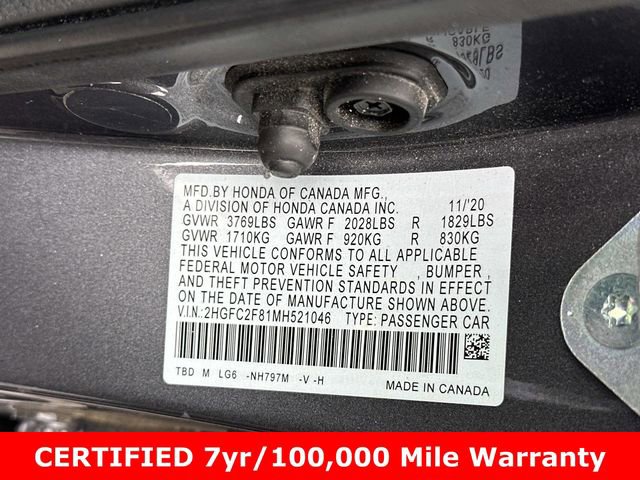 830KG
MFD.BY HONDA OF CANADA MFG.,
A DIVISION OF HONDA CANADA INC. 11/'20
GVWR 3769LBS GAWR F 2028LBS R 1829LBS
GVWR 1710KG GAWR F 920KG R 830KG
THIS VEHICLE CONFORMS TO ALL APPLICABLE
FEDERAL MOTOR VEHICLE SAFETY , BUMPER ,
AND THEFT PREVENTION STANDARDS IN EFFECT
ON THE DATE OF MANUFACTURE SHOWN ABOVE.
V.I.N.:2HGFC2F81MH521046 TYPE: PASSENGER CAR
TBD M LG6 -NH797M -V -H
MADE IN CANADA
CERTIFIED 7yr/100,000 Mile Warranty